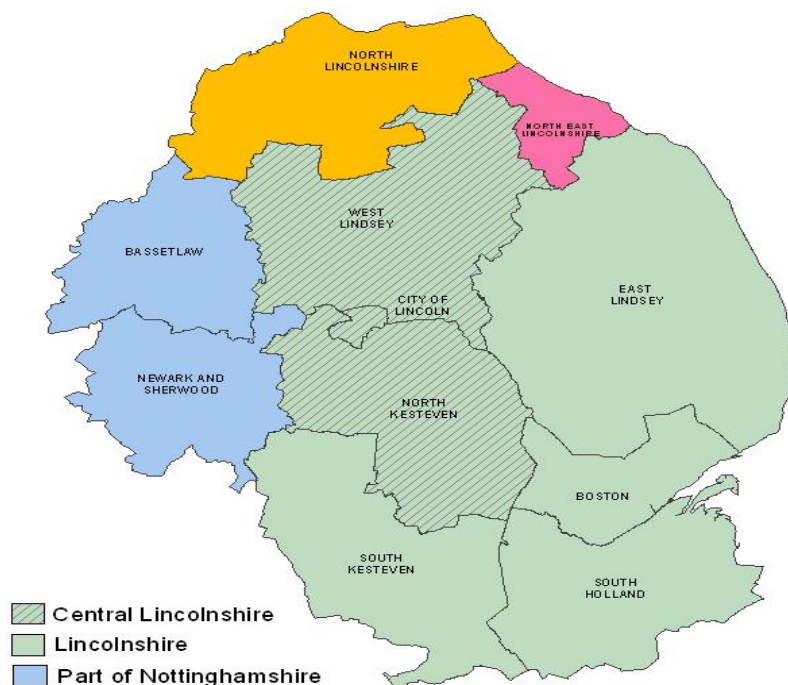 NORTH
LINCOLNSHIRE
NORTH EAST
LINCOLNSHIRE
WEST
LINDSEY
BASSETLAW
EAST
LINDSEY
CITY OF
LINCOLN
NEWARK AND
SHERWOOD
NORTH
KESTEVEN
BOSTON
SOUTH
KESTEVEN
SOUTH
HOLLAND
Central Lincolnshire
Lincolnshire
Part of Nottinghamshire